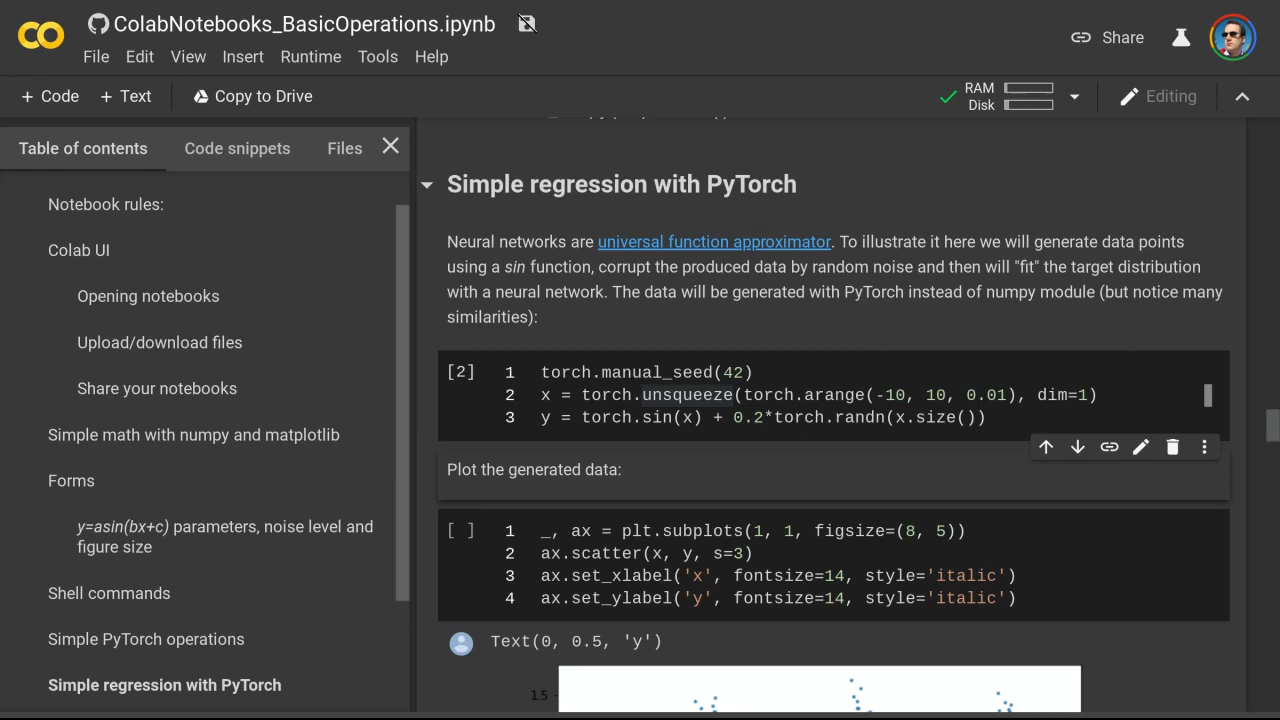 ColabNotebooks_BasicOperations.ipynb
File Edit View Insert Runtime Tools Help
Share
+ Code + Text Copy to Drive
RAM
Disk
Editing
Table of contents Code snippets Files
Notebook rules:
Colab UI
Opening notebooks
Upload/download files
Share your notebooks
Simple math with numpy and matplotlib
Forms
y=asin(bx+c) parameters, noise level and
figure size
Shell commands
Simple PyTorch operations
Simple regression with PyTorch
Simple regression with PyTorch
Neural networks are universal function approximator. To illustrate it here we will generate data points
using a sin function, corrupt the produced data by random noise and then will "fit" the target distribution
with a neural network. The data will be generated with PyTorch instead of numpy module (but notice many
similarities):
[2] 1 torch.manual_seed(42)
2 x = torch.unsqueeze(torch.arange(-10, 10, 0.01), dim=1)
3 y = torch.sin(x) + 0.2*torch.randn(x.size())
Plot the generated data:
[ ] 1 _, ax = plt.subplots(1, 1, figsize=(8, 5))
2 ax.scatter(x, y, s=3)
3 ax.set_xlabel('x', fontsize=14, style='italic')
4 ax.set_ylabel('y', fontsize=14, style='italic')
Text(0, 0.5, 'y')
1.5